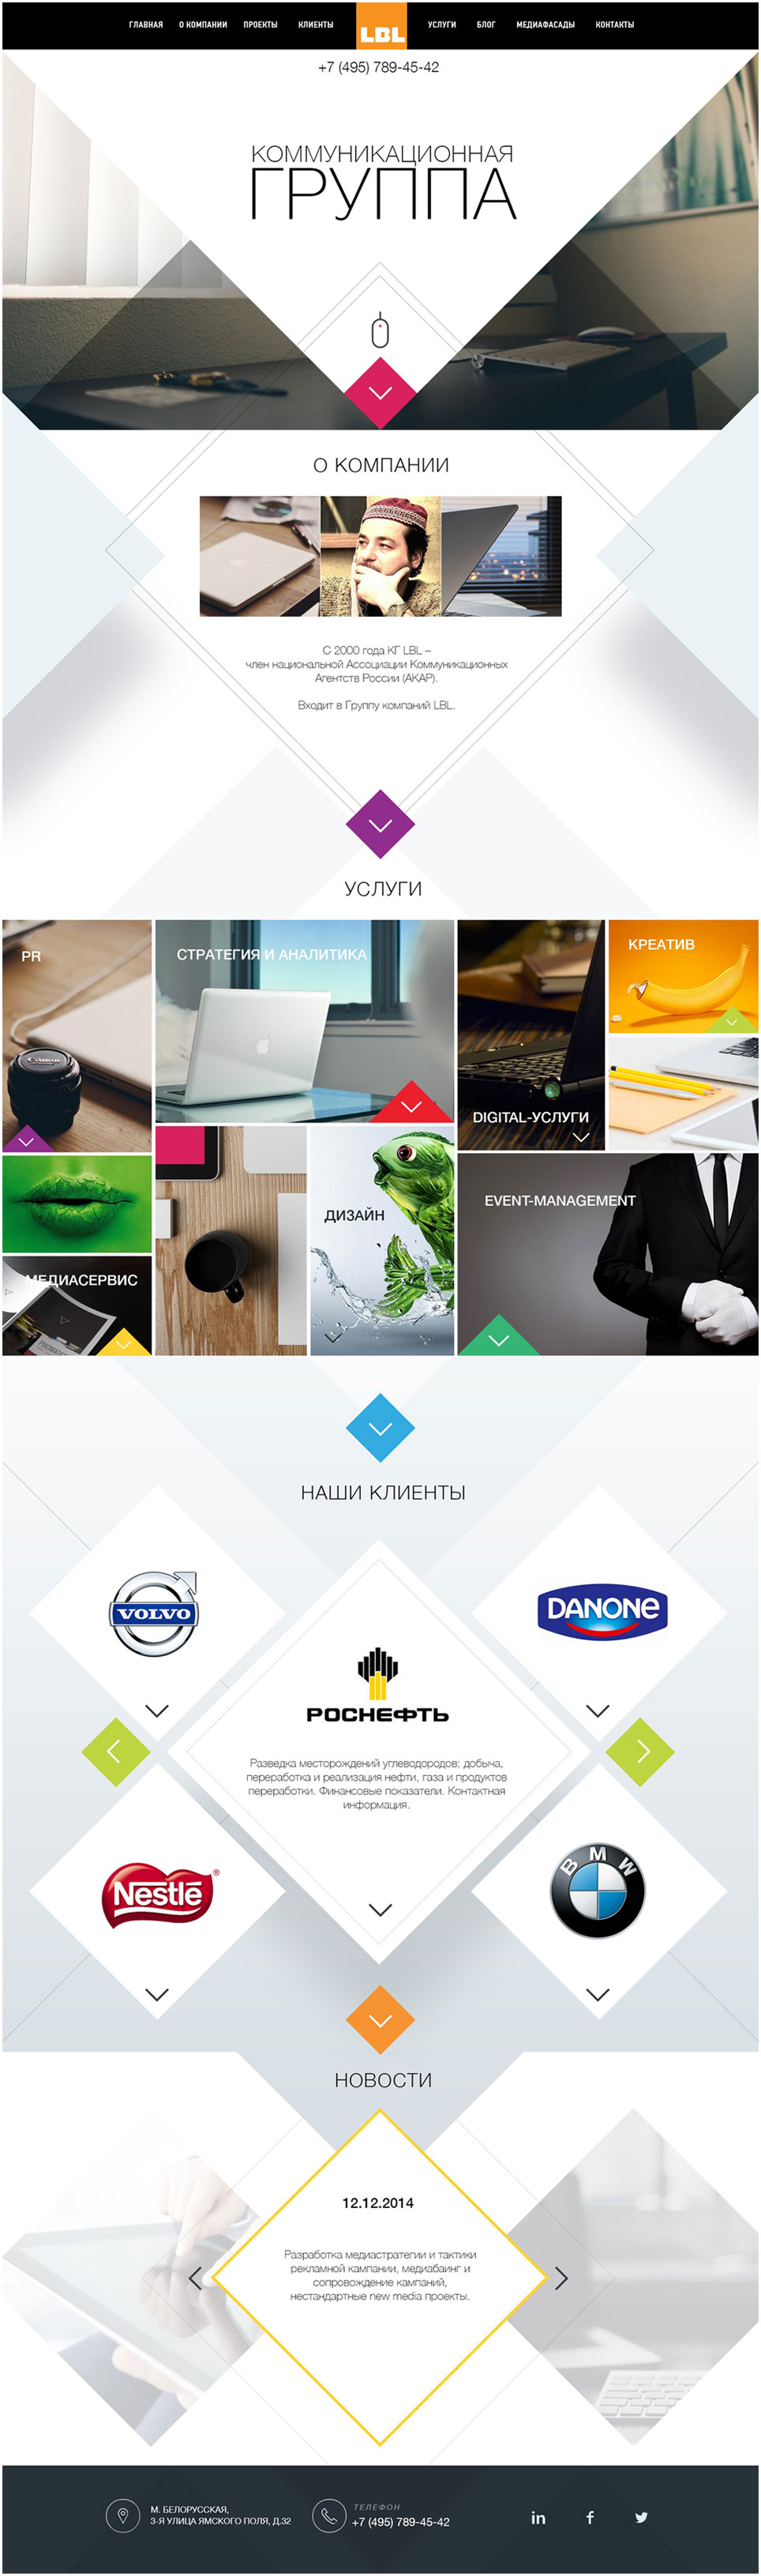 ГЛАВНАЯ О КОМПАНИИ ПРОЕКТЫ КЛИЕНТЫ LBL УСЛУГИ БЛОГ МЕДИАФАСАДЫ КОНТАКТЫ
+7 (495) 789-45-42
КОММУНИКАЦИОННАЯ
ГРУППА
О КОМПАНИИ
С 2000 года КГ LBL –
член национальной Ассоциации Коммуникационных
Агентств России (АКАР).
Входит в Группу компаний LBL.
УСЛУГИ
PR
СТРАТЕГИЯ И АНАЛИТИКА
КРЕАТИВ
Canon
DIGITAL-УСЛУГИ
ДИЗАЙН
EVENT-MANAGEMENT
МЕДИАСЕРВИС
НАШИ КЛИЕНТЫ
VOLVO
DANONE
РОСНЕФТЬ
Разведка месторождений углеводородов; добыча,
переработка и реализация нефти, газа и продуктов
переработки. Финансовые показатели. Контактная
информация.
Nestlé®
BMW
НОВОСТИ
12.12.2014
Разработка медиастратегии и тактики
рекламной кампании, медиабаинг и
сопровождение кампаний,
нестандартные new media проекты.
М. БЕЛОРУССКАЯ,
3-Я УЛИЦА ЯМСКОГО ПОЛЯ, Д.32
ТЕЛЕФОН
+7 (495) 789-45-42
in f